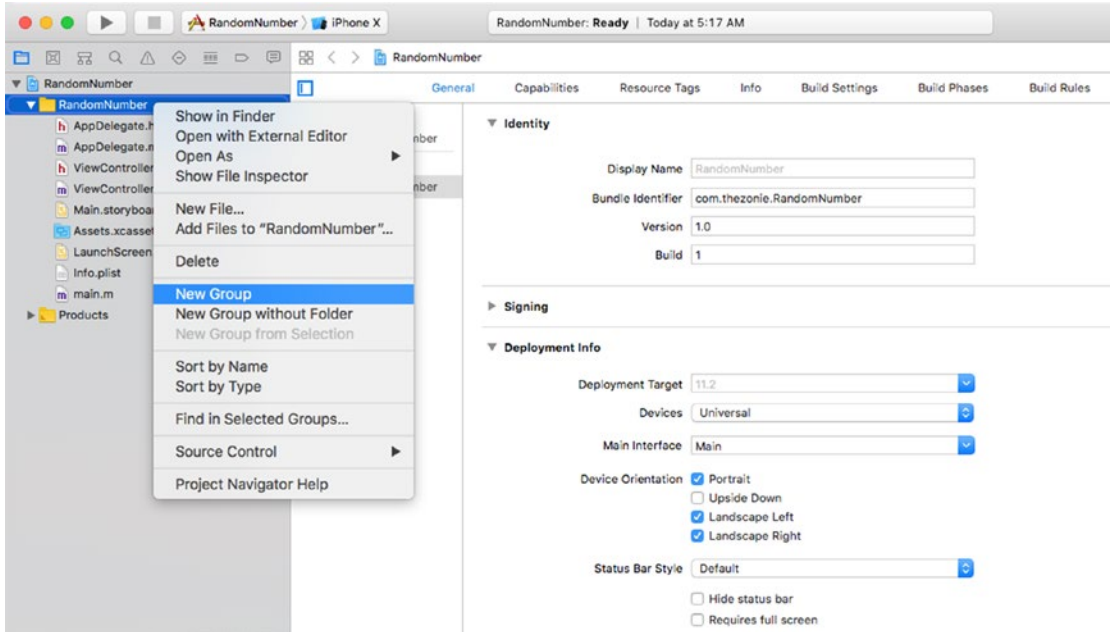 RandomNumber iPhone X
RandomNumber: Ready | Today at 5:17 AM
RandomNumber
RandomNumber
RandomNumber
AppDelegate.h
AppDelegate.m
ViewController
ViewController
Main.storyboa
Assets.xcasset
LaunchScreen
Info.plist
main.m
Products
Show in Finder
Open with External Editor
Open As
Show File Inspector
New File...
Add Files to “RandomNumber”...
Delete
New Group
New Group without Folder
New Group from Selection
Sort by Name
Sort by Type
Find in Selected Groups...
Source Control
Project Navigator Help
mber
mber
General Capabilities Resource Tags Info Build Settings Build Phases Build Rules
Identity
Display Name RandomNumber
Bundle Identifier com.thezonie.RandomNumber
Version 1.0
Build 1
Signing
Deployment Info
Deployment Target 11.2
Devices Universal
Main Interface Main
Device Orientation Portrait
Upside Down
Landscape Left
Landscape Right
Status Bar Style Default
Hide status bar
Requires full screen